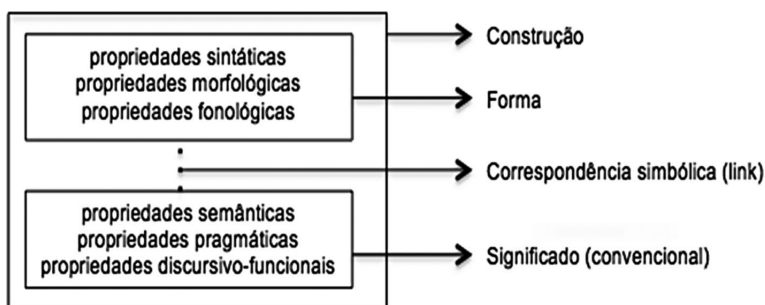 Construção
propriedades sintáticas
propriedades morfológicas
propriedades fonológicas
Forma
Correspondência simbólica (link)
propriedades semânticas
propriedades pragmáticas
propriedades discursivo-funcionais
Significado (convencional)